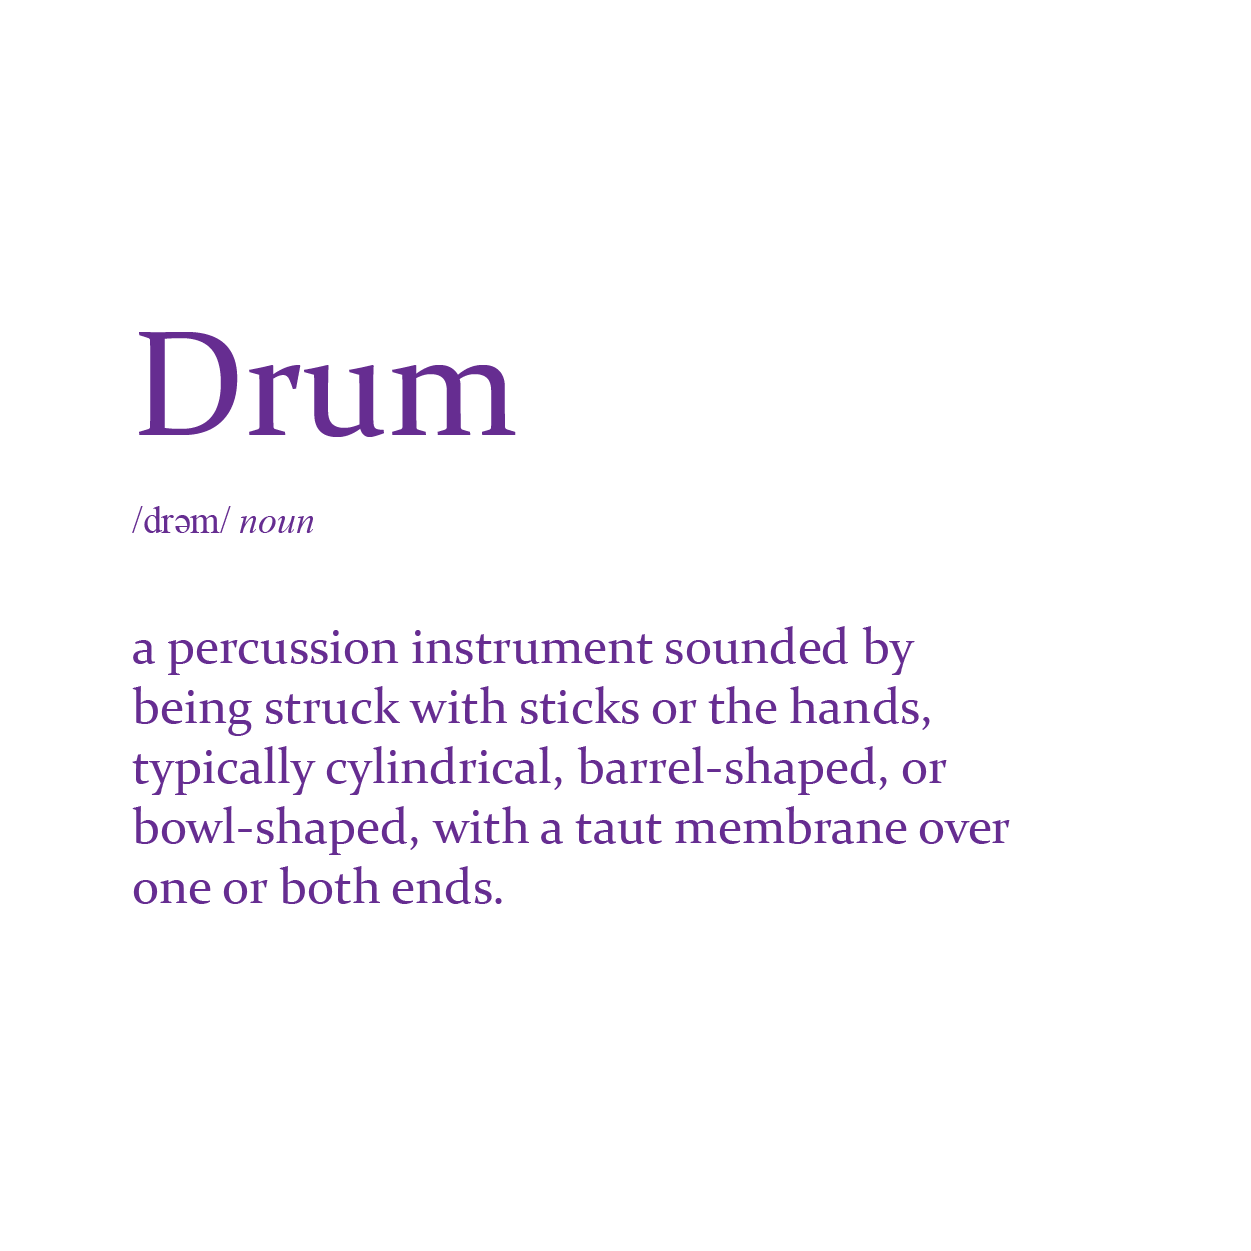 Drum
/drəm/ noun
a percussion instrument sounded by
being struck with sticks or the hands,
typically cylindrical, barrel-shaped, or
bowl-shaped, with a taut membrane over
one or both ends.